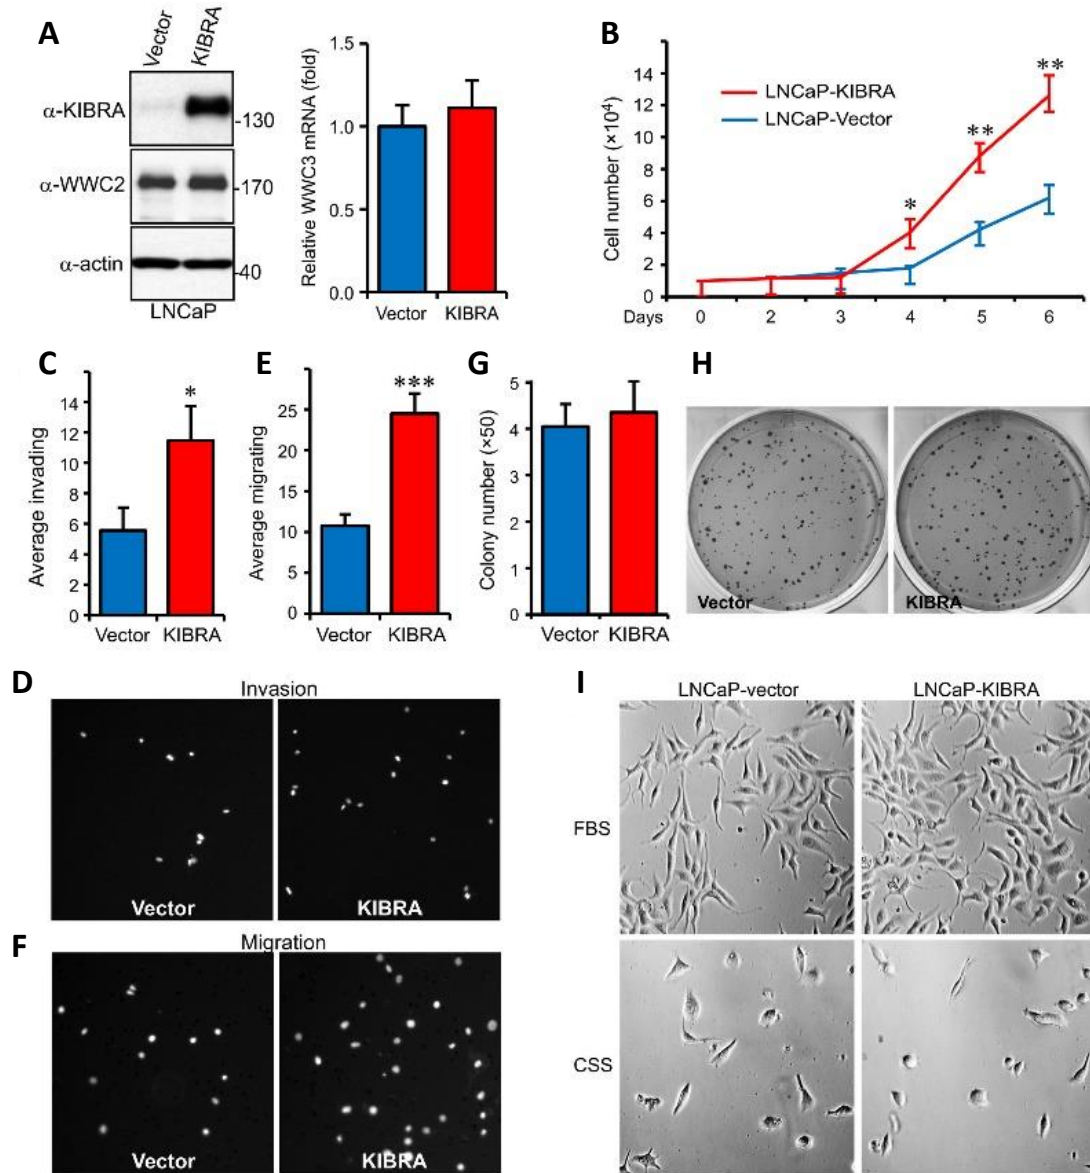 A
Vector
KIBRA
α-KIBRA
-130
α-WWC2
-170
α-actin
-40
LNCaP
Relative WWC3 mRNA (fold)
1.5
1.0
0.5
0.0
Vector KIBRA
B
Cell number (×10⁴)
14
12
10
8
6
4
2
0
LNCaP-KIBRA
LNCaP-Vector
*
**
**
Days 0 2 3 4 5 6
C
Average invading
14
12
10
8
6
4
2
0
*
Vector KIBRA
E
Average migrating
25
20
15
10
5
0
***
Vector KIBRA
G
Colony number (×50)
5
4
3
2
1
0
Vector KIBRA
H
Vector
KIBRA
D
Invasion
Vector
KIBRA
F
Migration
Vector
KIBRA
I
LNCaP-vector LNCaP-KIBRA
FBS
CSS